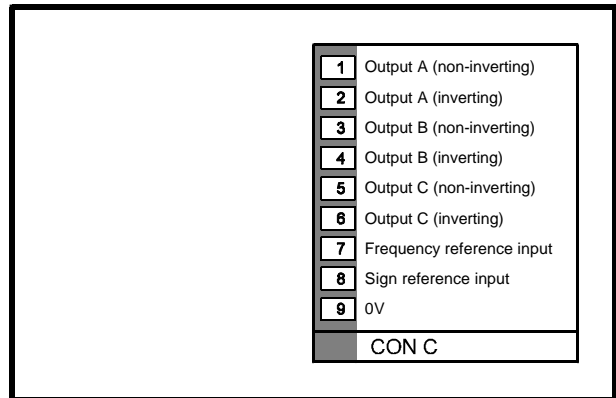 1 Output A (non-inverting)
2 Output A (inverting)
3 Output B (non-inverting)
4 Output B (inverting)
5 Output C (non-inverting)
6 Output C (inverting)
7 Frequency reference input
8 Sign reference input
9 0V
CON C